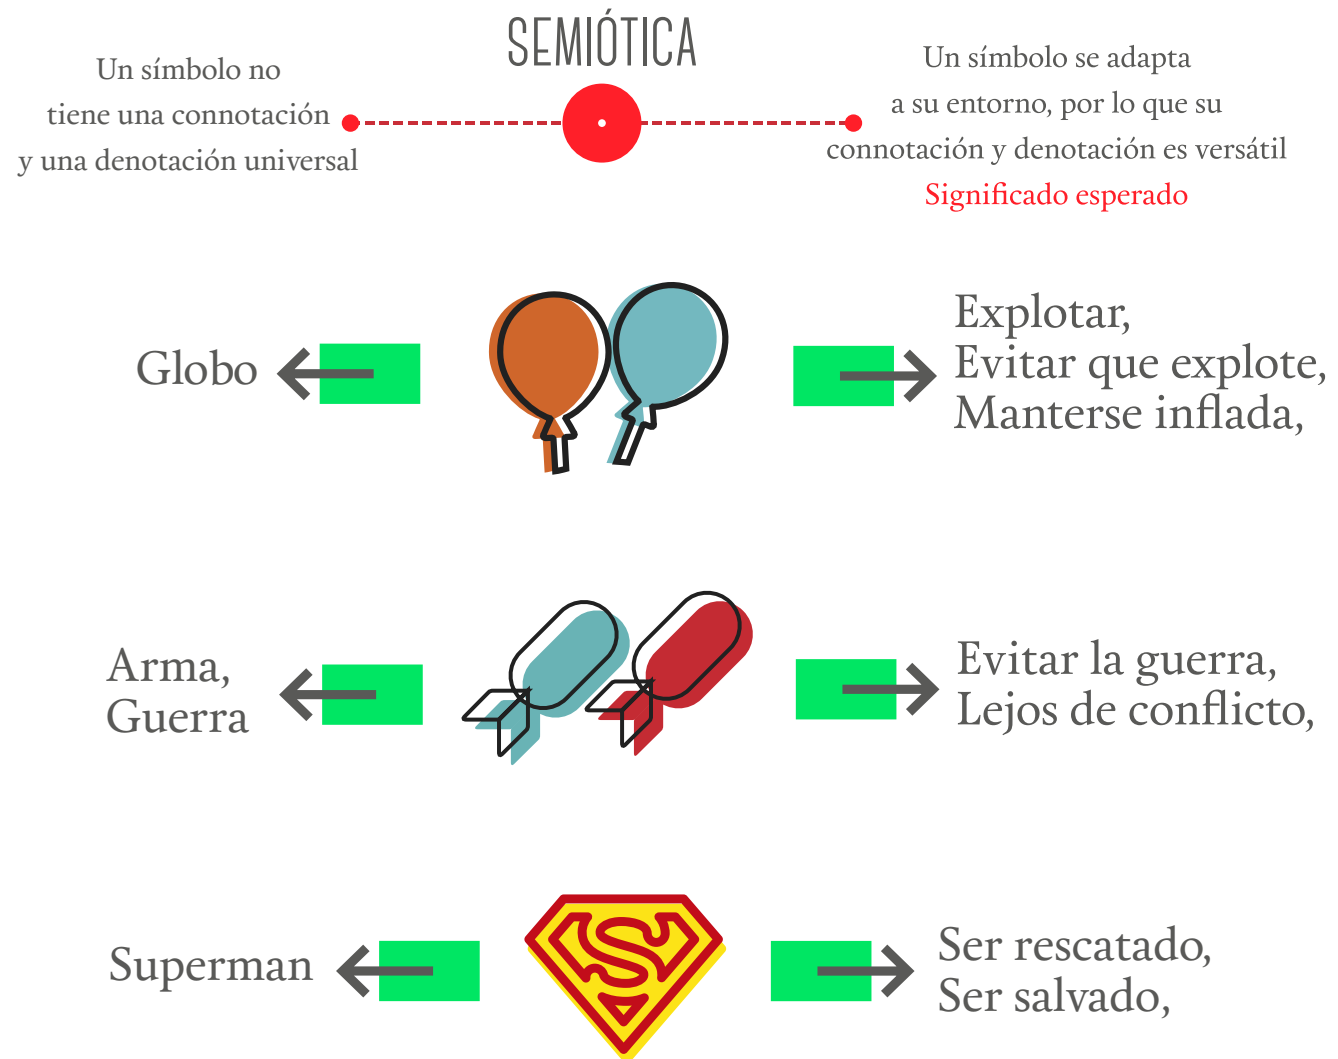 SEMIÓTICA
Un símbolo no
tiene una connotación
y una denotación universal
Un símbolo se adapta
a su entorno, por lo que su
connotación y denotación es versátil
Significado esperado
Globo
Explotar,
Evitar que explote,
Manterse inflada,
Arma,
Guerra
Evitar la guerra,
Lejos de conflicto,
Superman
S
Ser rescatado,
Ser salvado,